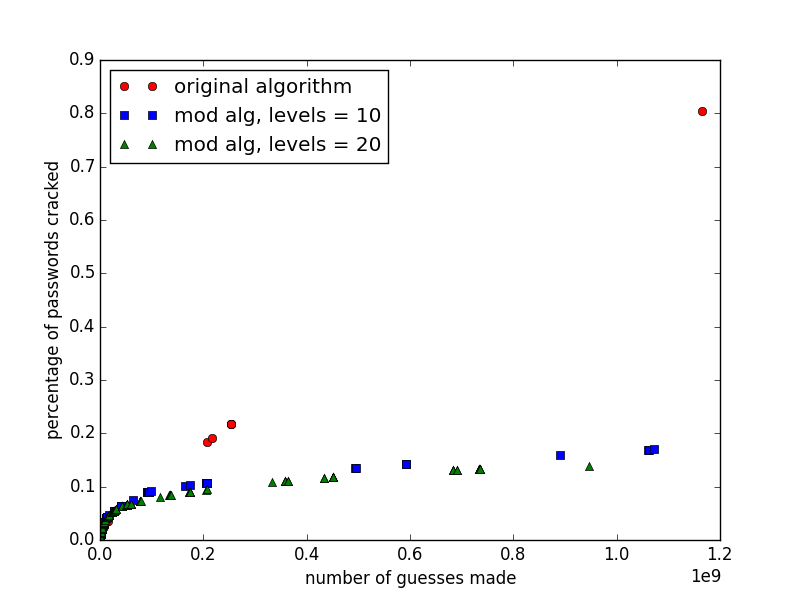 0.9
0.8
0.7
0.6
0.5
0.4
0.3
0.2
0.1
0.0
percentage of passwords cracked
original algorithm
mod alg, levels = 10
mod alg, levels = 20
0.0 0.2 0.4 0.6 0.8 1.0 1.2
1e9
number of guesses made